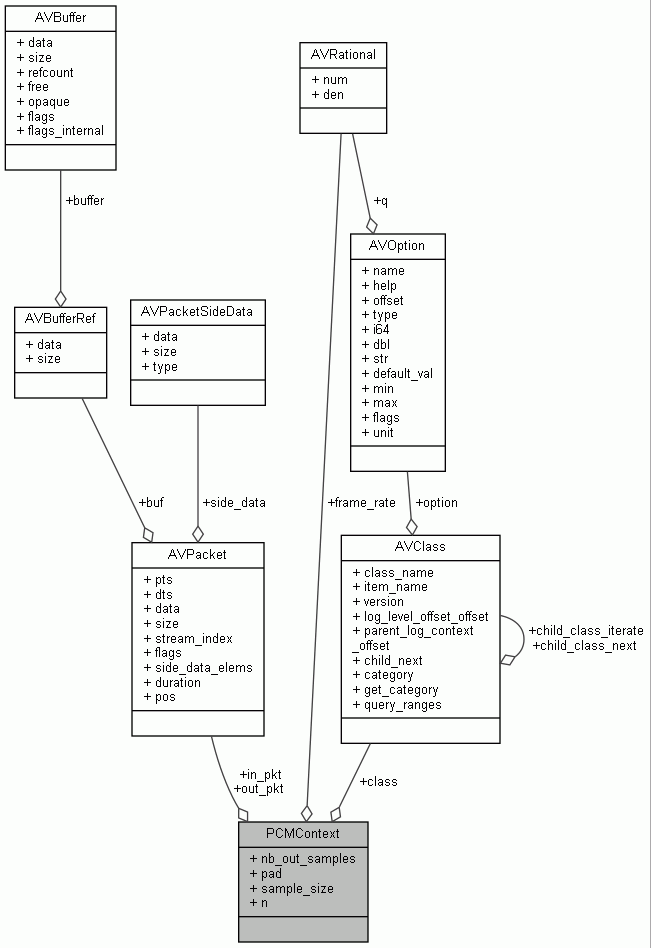 AVBuffer
+ data
+ size
+ refcount
+ free
+ opaque
+ flags
+ flags_internal
AVRational
+ num
+ den
+buffer
+q
AVOption
+ name
+ help
+ offset
+ type
+ i64
+ dbl
+ str
+ default_val
+ min
+ max
+ flags
+ unit
AVBufferRef
+ data
+ size
AVPacketSideData
+ data
+ size
+ type
+buf
+side_data
+frame_rate
+option
AVPacket
+ pts
+ dts
+ data
+ size
+ stream_index
+ flags
+ side_data_elems
+ duration
+ pos
AVClass
+ class_name
+ item_name
+ version
+ log_level_offset_offset
+ parent_log_context
_offset
+ child_next
+ category
+ get_category
+ query_ranges
+child_class_iterate
+child_class_next
+in_pkt
+out_pkt
+class
PCMContext
+ nb_out_samples
+ pad
+ sample_size
+ n